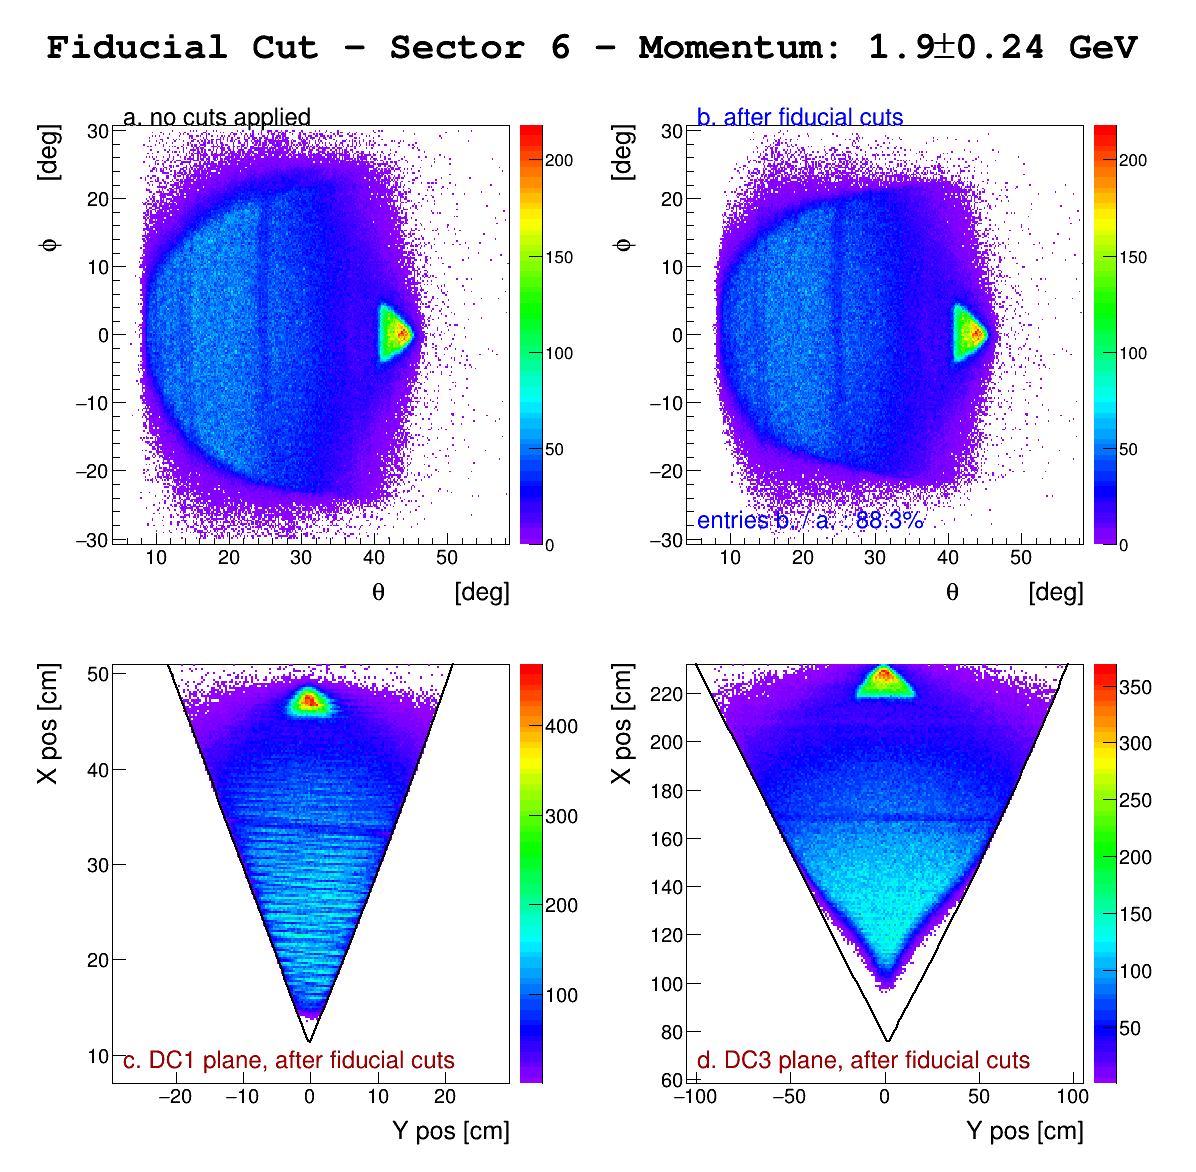 Fiducial Cut – Sector 6 – Momentum: 1.9±0.24 GeV
a. no cuts applied
[deg]
ϕ
30
20
10
0
−10
−20
−30
10 20 30 40 50
θ [deg]
200
150
100
50
0
b. after fiducial cuts
[deg]
ϕ
30
20
10
0
−10
−20
−30
entries b. / a. : 88.3%
10 20 30 40 50
θ [deg]
200
150
100
50
0
X pos [cm]
50
40
30
20
10
c. DC1 plane, after fiducial cuts
−20 −10 0 10 20
Y pos [cm]
400
300
200
100
X pos [cm]
220
200
180
160
140
120
100
80
60
d. DC3 plane, after fiducial cuts
−100 −50 0 50 100
Y pos [cm]
350
300
250
200
150
100
50